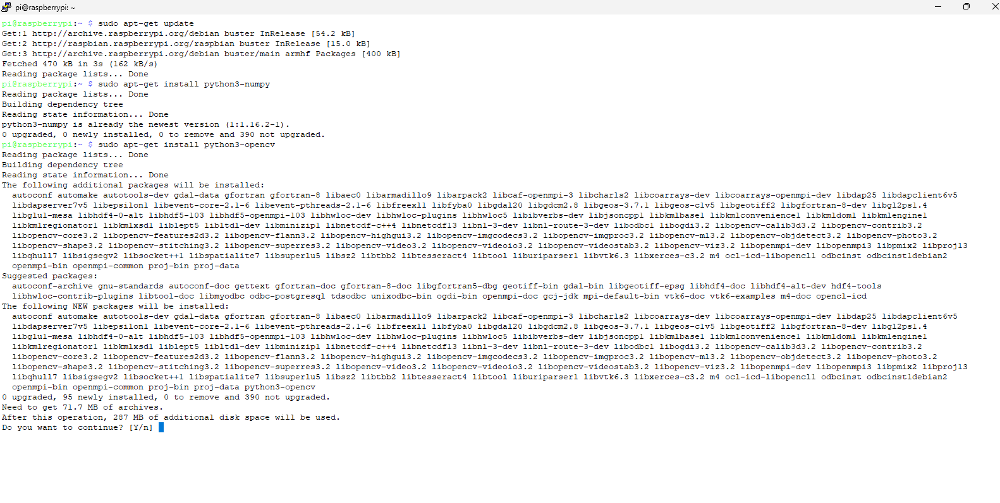 pi@raspberrypi: ~
pi@raspberrypi:~ $ sudo apt-get update
Get:1 http://archive.raspberrypi.org/debian buster InRelease [54.2 kB]
Get:2 http://raspbian.raspberrypi.org/raspbian buster InRelease [15.0 kB]
Get:3 http://archive.raspberrypi.org/debian buster/main armhf Packages [400 kB]
Fetched 470 kB in 3s (162 kB/s)
Reading package lists... Done
pi@raspberrypi:~ $ sudo apt-get install python3-numpy
Reading package lists... Done
Building dependency tree
Reading state information... Done
python3-numpy is already the newest version (1:1.16.2-1).
0 upgraded, 0 newly installed, 0 to remove and 390 not upgraded.
pi@raspberrypi:~ $ sudo apt-get install python3-opencv
Reading package lists... Done
Building dependency tree
Reading state information... Done
The following additional packages will be installed:
autoconf automake autotools-dev gdal-data gfortran gfortran-8 libaec0 libarmadillo9 libarpack2 libcaf-openmpi-3 libcharls2 libcoarrays-dev libcoarrays-openmpi-dev libdap25 libdapclient6v5
libdapserver7v5 libepsilon1 libevent-core-2.1-6 libevent-pthreads-2.1-6 libfreexl1 libfyba0 libgdal20 libgdcm2.8 libgeos-3.7.1 libgeos-c1v5 libgeotiff2 libgfortran-8-dev libgl2ps1.4
libglu1-mesa libhdf4-0-alt libhdf5-103 libhdf5-openmpi-103 libhwloc-dev libhwloc-plugins libhwloc5 libibverbs-dev libjsoncpp1 libkmlbase1 libkmlconvenience1 libkmldom1 libkmlengine1
libkmlregionator1 libkmlxsd1 liblept5 libltdl-dev libminizip1 libnetcdf-c++4 libnetcdf13 libnl-3-dev libnl-route-3-dev libodbc1 libogdi3.2 libopencv-calib3d3.2 libopencv-contrib3.2
libopencv-core3.2 libopencv-features2d3.2 libopencv-flann3.2 libopencv-highgui3.2 libopencv-imgcodecs3.2 libopencv-imgproc3.2 libopencv-ml3.2 libopencv-objdetect3.2 libopencv-photo3.2
libopencv-shape3.2 libopencv-stitching3.2 libopencv-superres3.2 libopencv-video3.2 libopencv-videoio3.2 libopencv-videostab3.2 libopencv-viz3.2 libopenmpi-dev libopenmpi3 libpmix2 libproj13
libqhull7 libsigsegv2 libsocket++1 libspatialite7 libsuperlu5 libsz2 libtbb2 libtesseract4 libtool liburiparser1 libvtk6.3 libxerces-c3.2 m4 ocl-icd-libopencl1 odbcinst odbcinst1debian2
openmpi-bin openmpi-common proj-bin proj-data
Suggested packages:
autoconf-archive gnu-standards autoconf-doc gettext gfortran-doc gfortran-8-doc libgfortran5-dbg geotiff-bin gdal-bin libgeotiff-epsg libhdf4-doc libhdf4-alt-dev hdf4-tools
libhwloc-contrib-plugins libtool-doc libmyodbc odbc-postgresql tdsodbc unixodbc-bin ogdi-bin openmpi-doc gcj-jdk mpi-default-bin vtk6-doc vtk6-examples m4-doc opencl-icd
The following NEW packages will be installed:
autoconf automake autotools-dev gdal-data gfortran gfortran-8 libaec0 libarmadillo9 libarpack2 libcaf-openmpi-3 libcharls2 libcoarrays-dev libcoarrays-openmpi-dev libdap25 libdapclient6v5
libdapserver7v5 libepsilon1 libevent-core-2.1-6 libevent-pthreads-2.1-6 libfreexl1 libfyba0 libgdal20 libgdcm2.8 libgeos-3.7.1 libgeos-c1v5 libgeotiff2 libgfortran-8-dev libgl2ps1.4
libglu1-mesa libhdf4-0-alt libhdf5-103 libhdf5-openmpi-103 libhwloc-dev libhwloc-plugins libhwloc5 libibverbs-dev libjsoncpp1 libkmlbase1 libkmlconvenience1 libkmldom1 libkmlengine1
libkmlregionator1 libkmlxsd1 liblept5 libltdl-dev libminizip1 libnetcdf-c++4 libnetcdf13 libnl-3-dev libnl-route-3-dev libodbc1 libogdi3.2 libopencv-calib3d3.2 libopencv-contrib3.2
libopencv-core3.2 libopencv-features2d3.2 libopencv-flann3.2 libopencv-highgui3.2 libopencv-imgcodecs3.2 libopencv-imgproc3.2 libopencv-ml3.2 libopencv-objdetect3.2 libopencv-photo3.2
libopencv-shape3.2 libopencv-stitching3.2 libopencv-superres3.2 libopencv-video3.2 libopencv-videoio3.2 libopencv-videostab3.2 libopencv-viz3.2 libopenmpi-dev libopenmpi3 libpmix2 libproj13
libqhull7 libsigsegv2 libsocket++1 libspatialite7 libsuperlu5 libsz2 libtbb2 libtesseract4 libtool liburiparser1 libvtk6.3 libxerces-c3.2 m4 ocl-icd-libopencl1 odbcinst odbcinst1debian2
openmpi-bin openmpi-common proj-bin proj-data python3-opencv
0 upgraded, 95 newly installed, 0 to remove and 390 not upgraded.
Need to get 71.7 MB of archives.
After this operation, 287 MB of additional disk space will be used.
Do you want to continue? [Y/n]